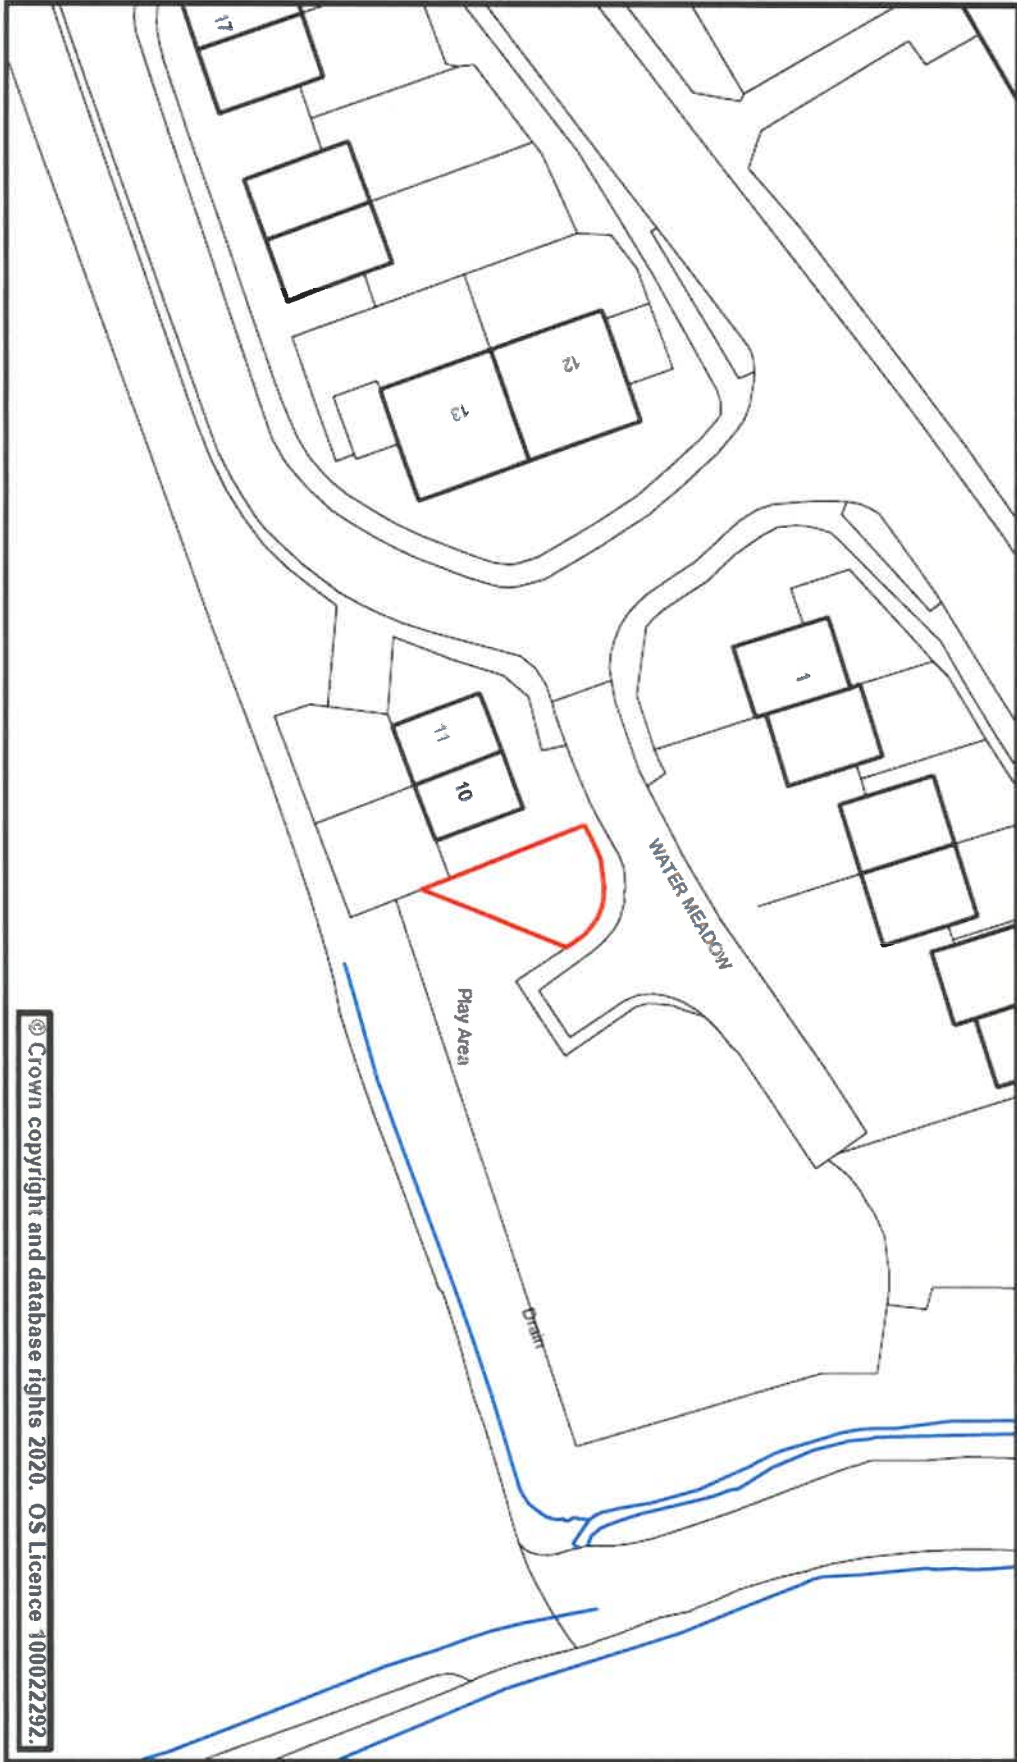 17
12
13
1
11
10
WATER MEADOW
Play Area
Drain
© Crown copyright and database rights 2020. OS Licence 100022292.